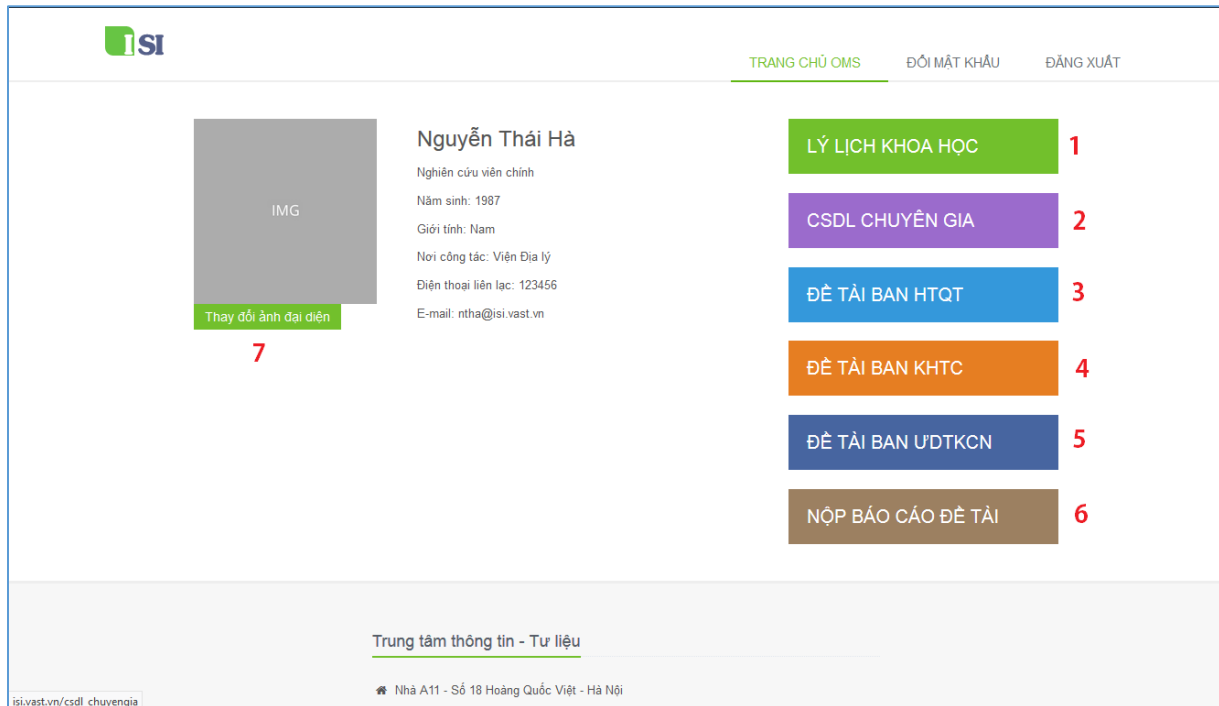 ISI
TRANG CHỦ OMS
ĐỔI MẬT KHẨU
ĐĂNG XUẤT
IMG
Thay đổi ảnh đại diện
7
Nguyễn Thái Hà
Nghiên cứu viên chính
Năm sinh: 1987
Giới tính: Nam
Nơi công tác: Viện Địa lý
Điện thoại liên lạc: 123456
E-mail: ntha@isi.vast.vn
LÝ LỊCH KHOA HỌC 1
CSDL CHUYÊN GIA 2
ĐỀ TÀI BAN HTQT 3
ĐỀ TÀI BAN KHTC 4
ĐỀ TÀI BAN ƯDTKCN 5
NỘP BÁO CÁO ĐỀ TÀI 6
Trung tâm thông tin - Tư liệu
Nhà A11 - Số 18 Hoàng Quốc Việt - Hà Nội
isi.vast.vn/csdl_chuyengia